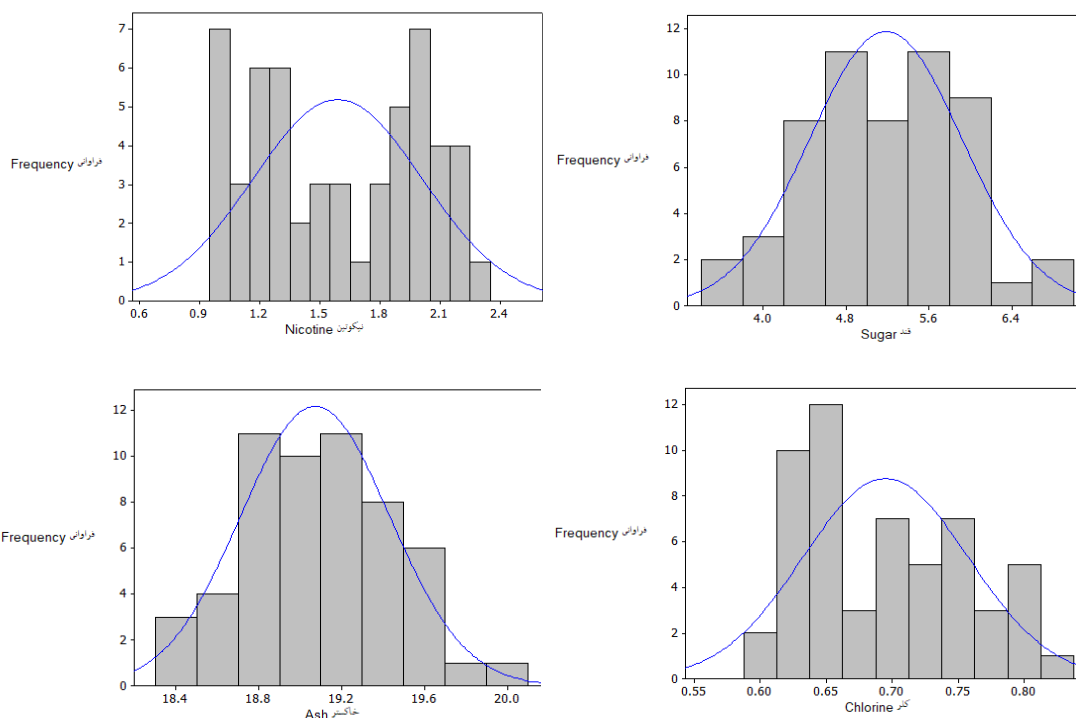 7
6
5
4
3
2
1
0
Frequency فراوانی
0.6 0.9 1.2 1.5 1.8 2.1 2.4
Nicotine نیکوتین
12
10
8
6
4
2
0
Frequency فراوانی
4.0 4.8 5.6 6.4
Sugar قند
12
10
8
6
4
2
0
Frequency فراوانی
18.4 18.8 19.2 19.6 20.0
Ash خاکستر
12
10
8
6
4
2
0
Frequency فراوانی
0.55 0.60 0.65 0.70 0.75 0.80
Chlorine کلر